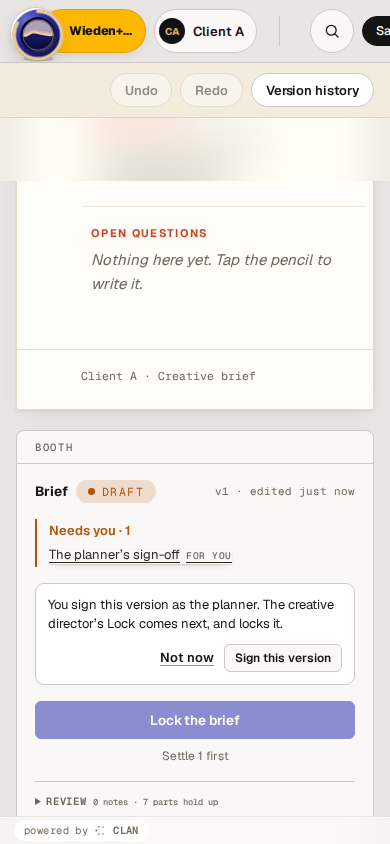 Wieden+...
CA Client A
Sa
Undo Redo Version history
OPEN QUESTIONS
Nothing here yet. Tap the pencil to
write it.
Client A · Creative brief
BOOTH
Brief DRAFT v1 · edited just now
Needs you · 1
The planner's sign-off FOR YOU
You sign this version as the planner. The creative
director's Lock comes next, and locks it.
Not now Sign this version
Lock the brief
Settle 1 first
REVIEW 0 notes · 7 parts hold up
powered by CLAN